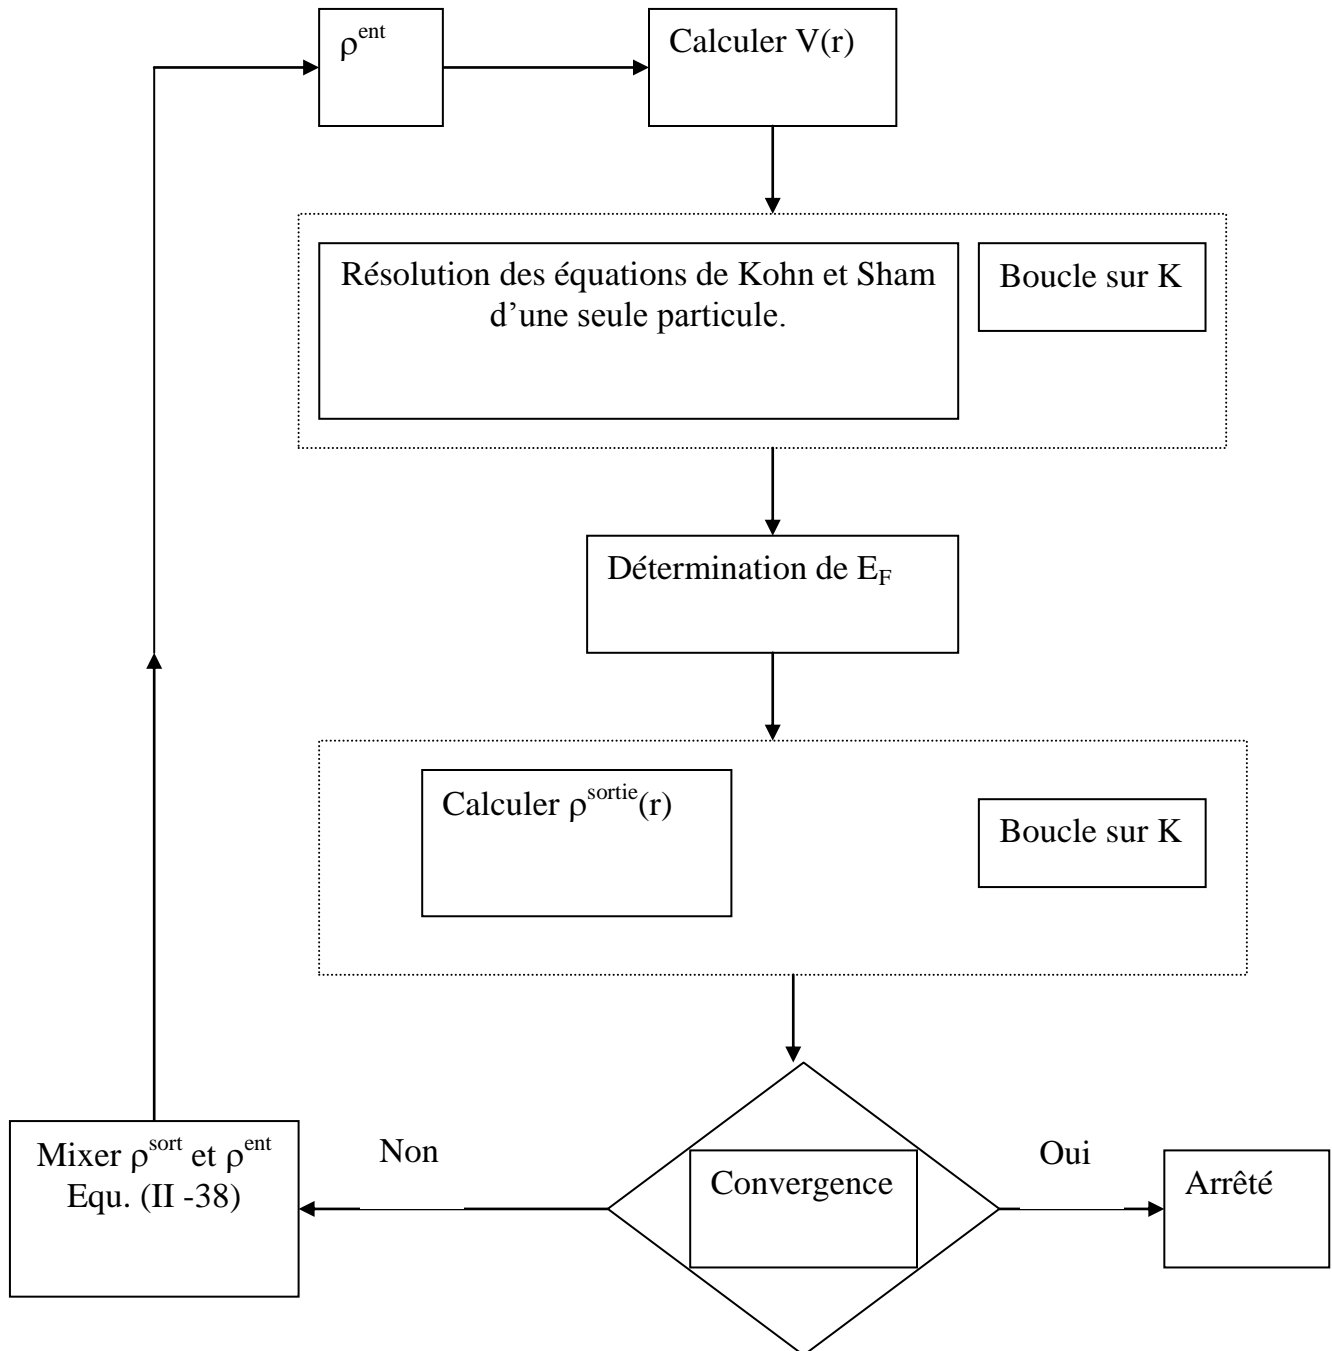 ρ^ent
Calculer V(r)
Résolution des équations de Kohn et Sham
d’une seule particule.
Boucle sur K
Détermination de E_F
Calculer ρ^sortie(r)
Boucle sur K
Mixer ρ^sort et ρ^ent
Equ. (II -38)
Non
Convergence
Oui
Arrêté